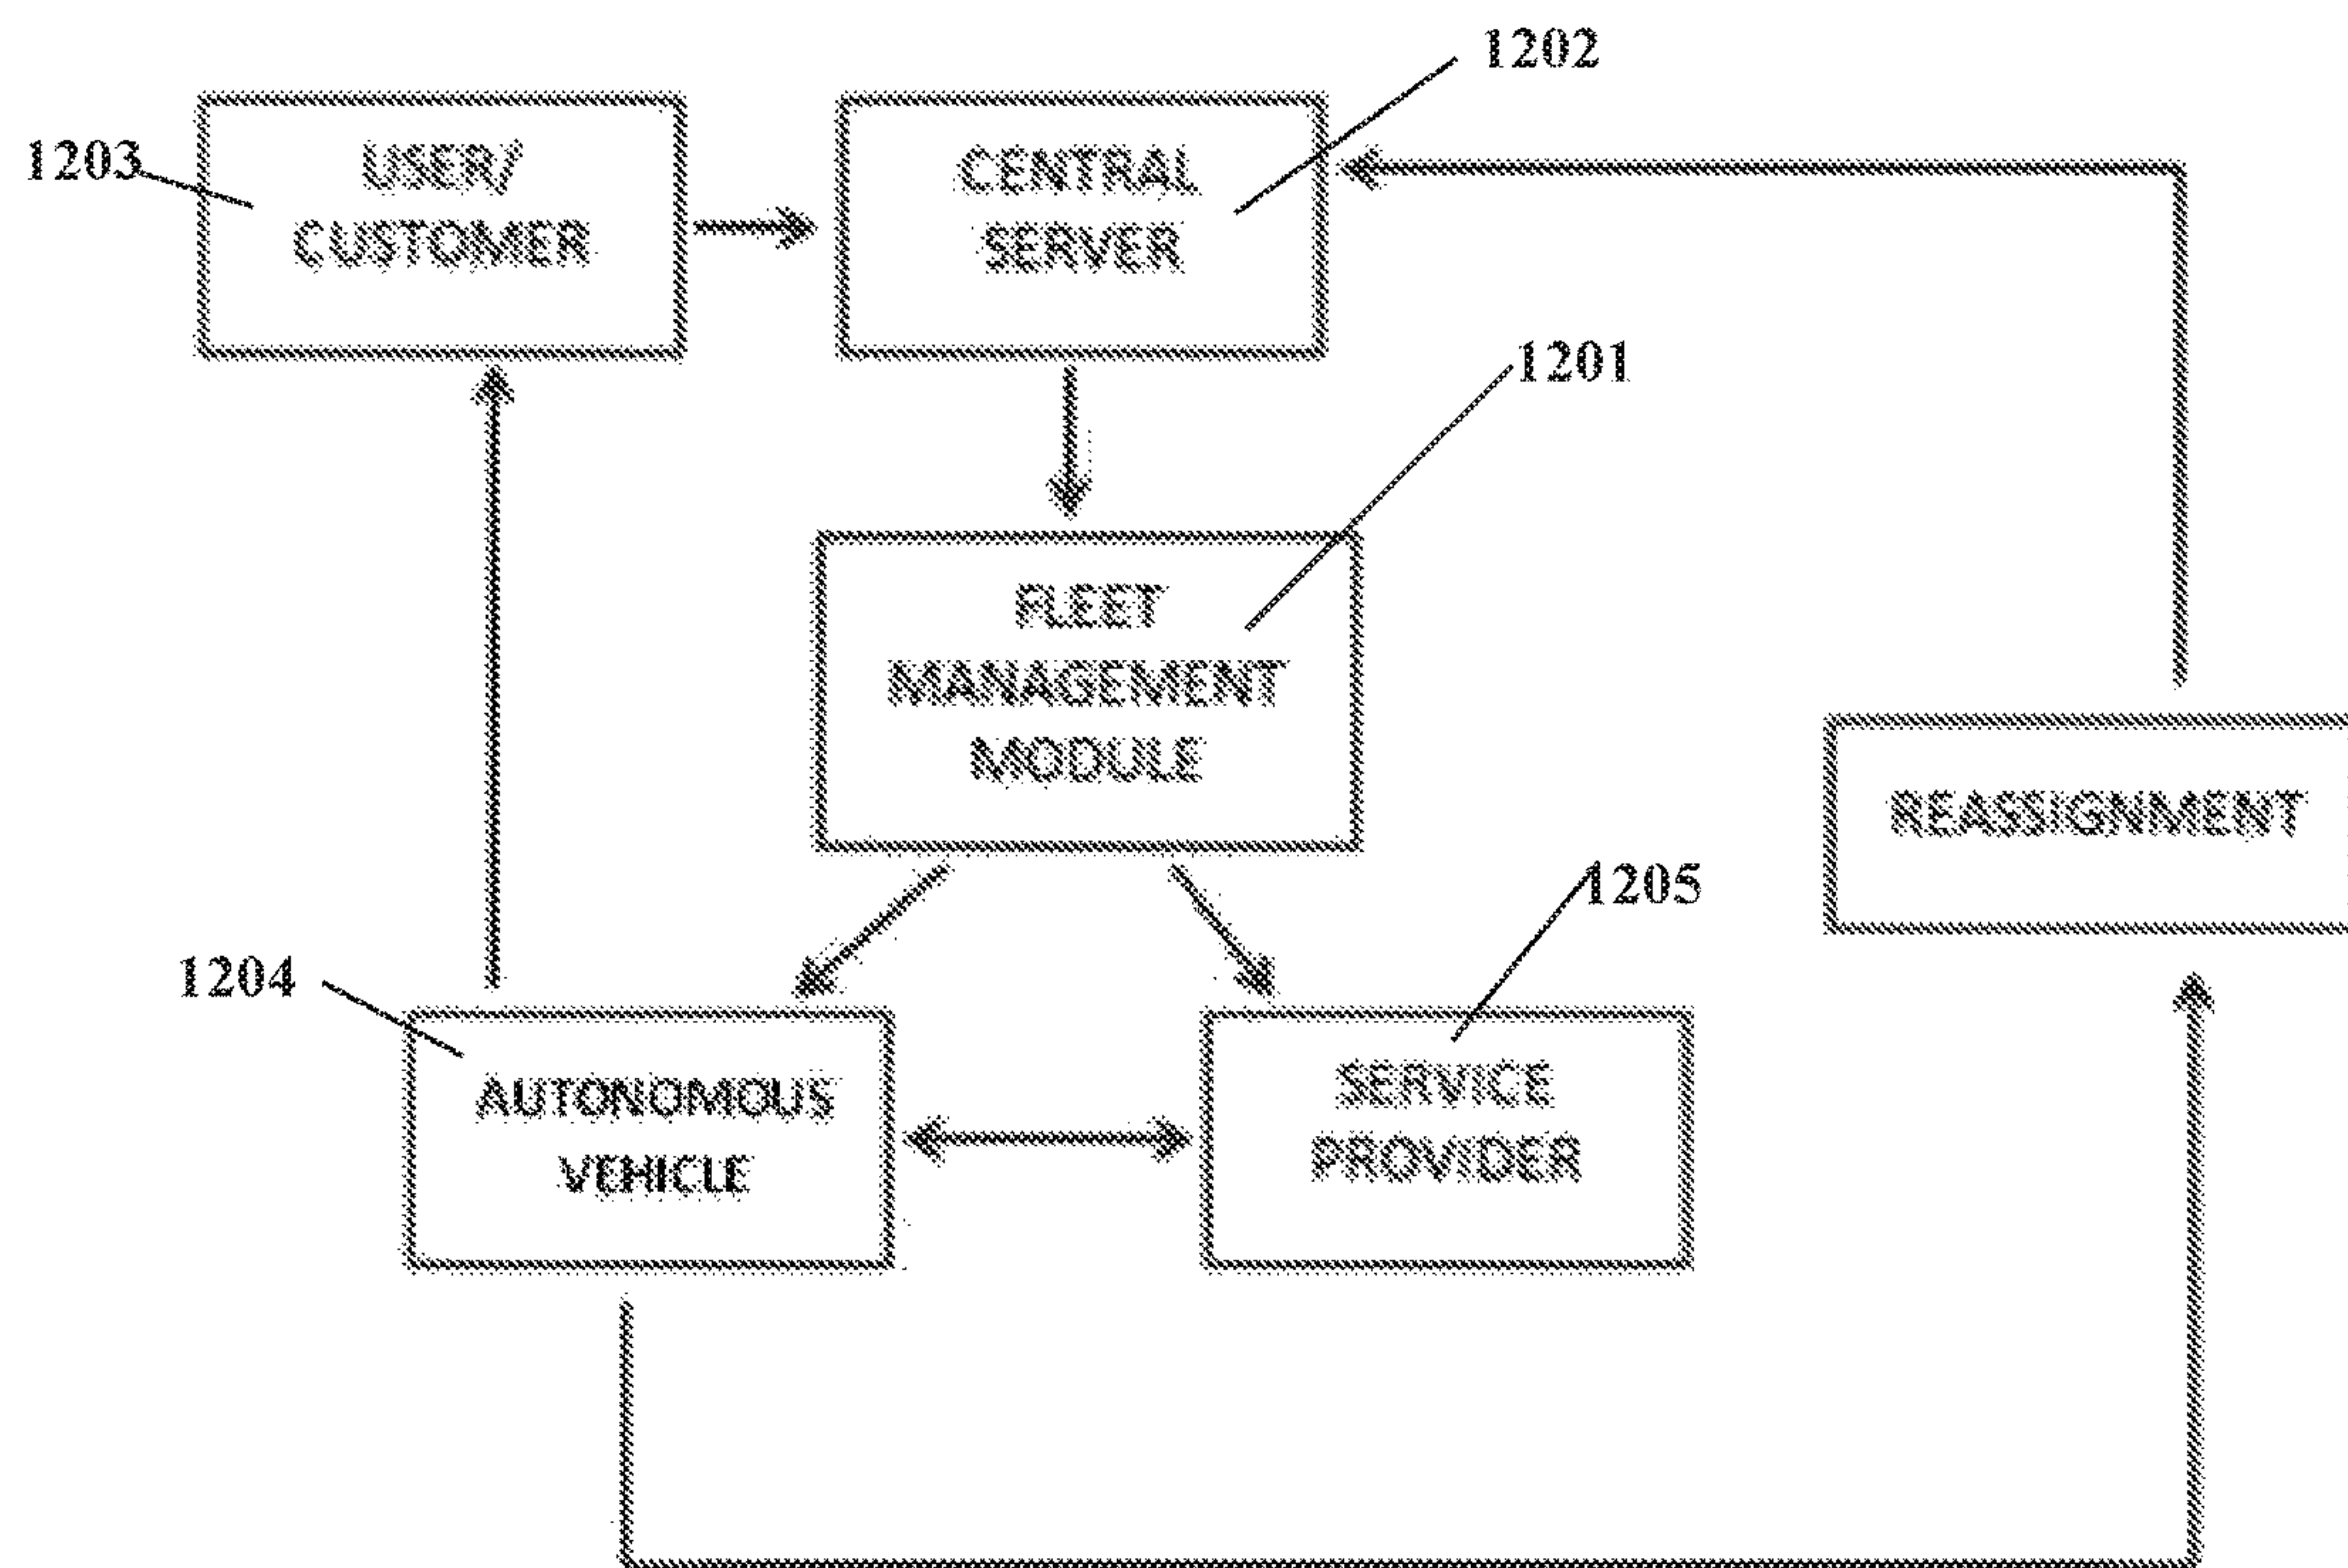 1202
1203
USER/
CUSTOMER
CENTRAL
SERVER
1201
FLEET
MANAGEMENT
MODULE
REASSIGNMENT
1205
1204
AUTONOMOUS
VEHICLE
SERVICE
PROVIDER